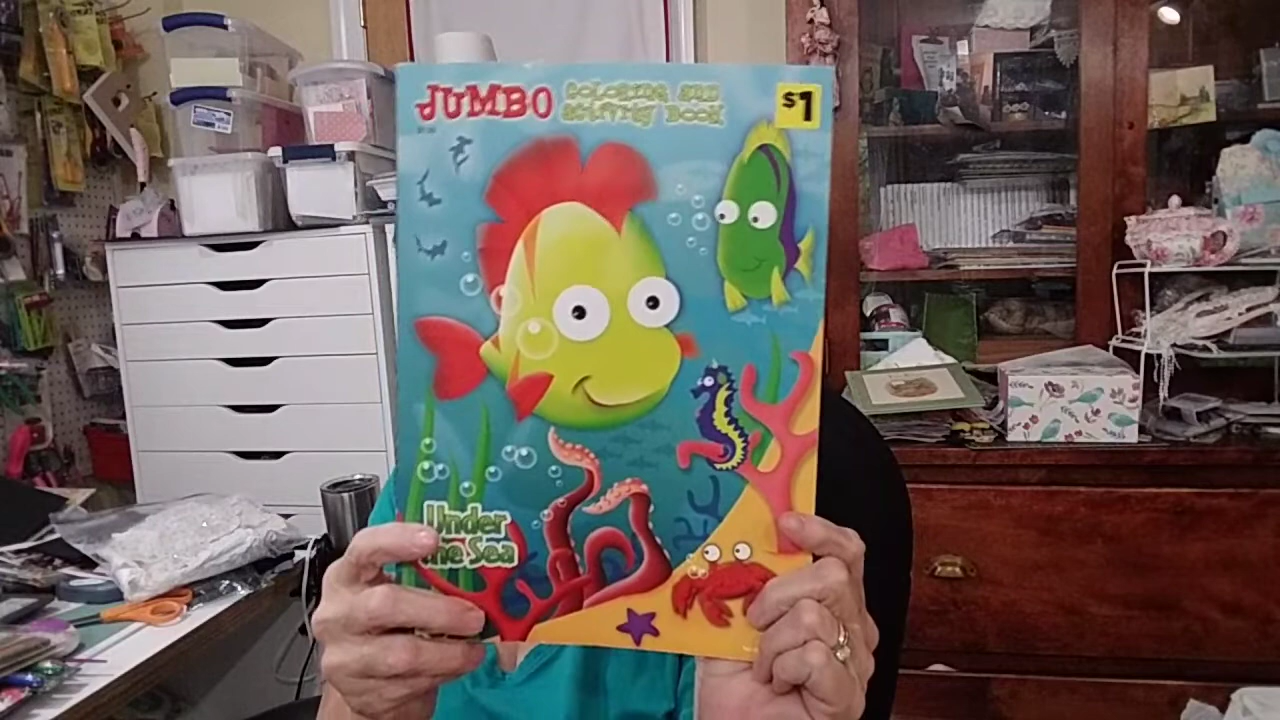 JUMBO
COLORING AND
ACTIVITY BOOK
$1
Under
the Sea